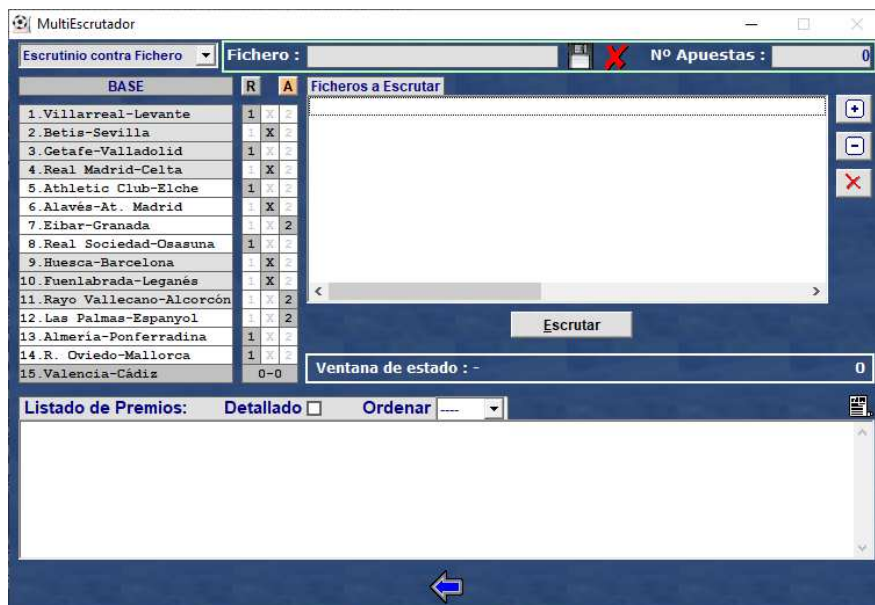 MultiEscrutador
Escrutinio contra Fichero Fichero : Nº Apuestas : 0
BASE R A Ficheros a Escrutar
1.Villarreal-Levante 1 X 2
2.Betis-Sevilla 1 X 2
3.Getafe-Valladolid 1 X 2
4.Real Madrid-Celta 1 X 2
5.Athletic Club-Elche 1 X 2
6.Alavés-At. Madrid 1 X 2
7.Eibar-Granada 1 X 2
8.Real Sociedad-Osasuna 1 X 2
9.Huesca-Barcelona 1 X 2
10.Fuenlabrada-Leganés 1 X 2
11.Rayo Vallecano-Alcorcón 1 X 2
12.Las Palmas-Espanyol 1 X 2
13.Almería-Ponferradina 1 X 2
14.R. Oviedo-Mallorca 1 X 2
15.Valencia-Cádiz 0-0
Escrutar
Ventana de estado : - 0
Listado de Premios: Detallado Ordenar ----